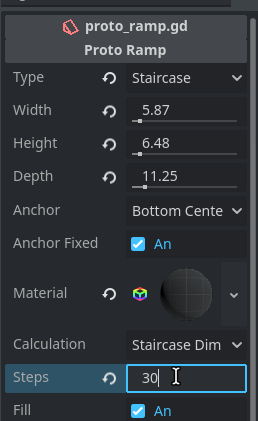 proto_ramp.gd
Proto Ramp
Type Staircase
Width 5.87
Height 6.48
Depth 11.25
Anchor Bottom Cente
Anchor Fixed An
Material
Calculation Staircase Dim
Steps 30
Fill An